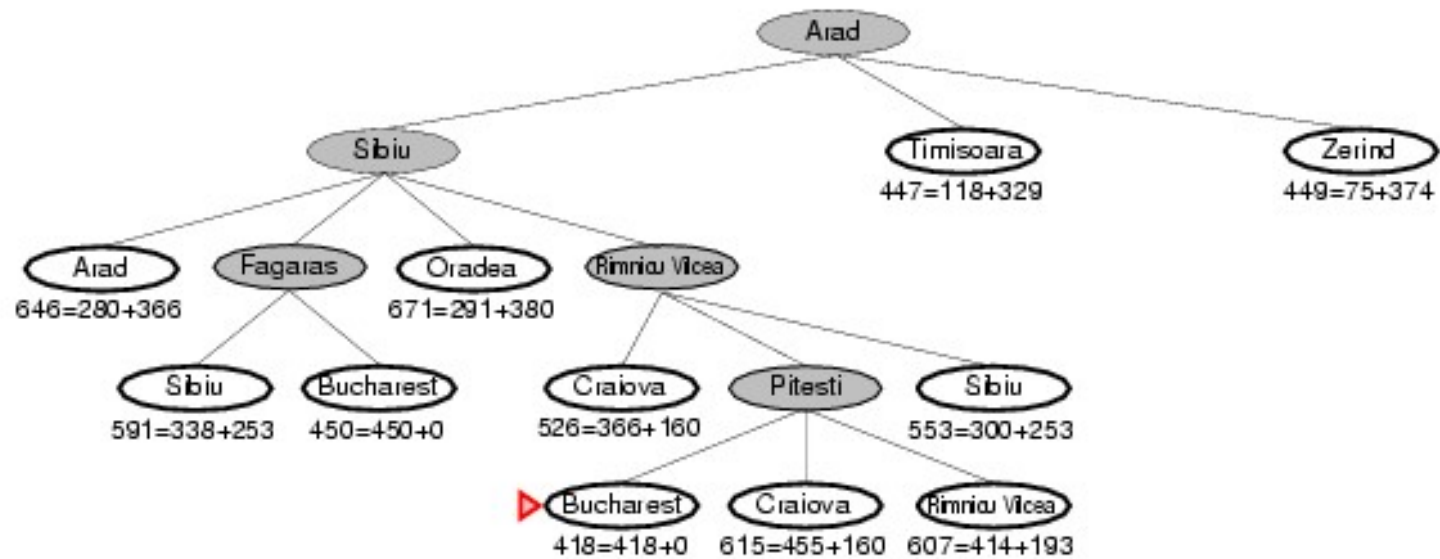 Arad
Sibiu Timisoara Zerind
447=118+329 449=75+374
Arad Fagaras Oradea Rimnicu Vilcea
646=280+366 671=291+380
Sibiu Bucharest Craiova Pitesti Sibiu
591=338+253 450=450+0 526=366+160 553=300+253
Bucharest Craiova Rimnicu Vilcea
418=418+0 615=455+160 607=414+193